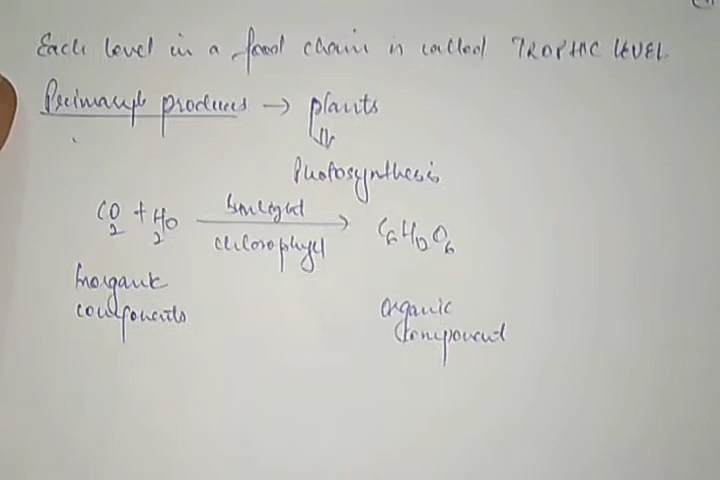 Each level in a food chain is called TROPHIC LEVEL
Primary producers → plants
⇓
Photosynthesis
CO2 + H2O sunlight → C6H12O6
chlorophyll
Inorganic
components
organic
component